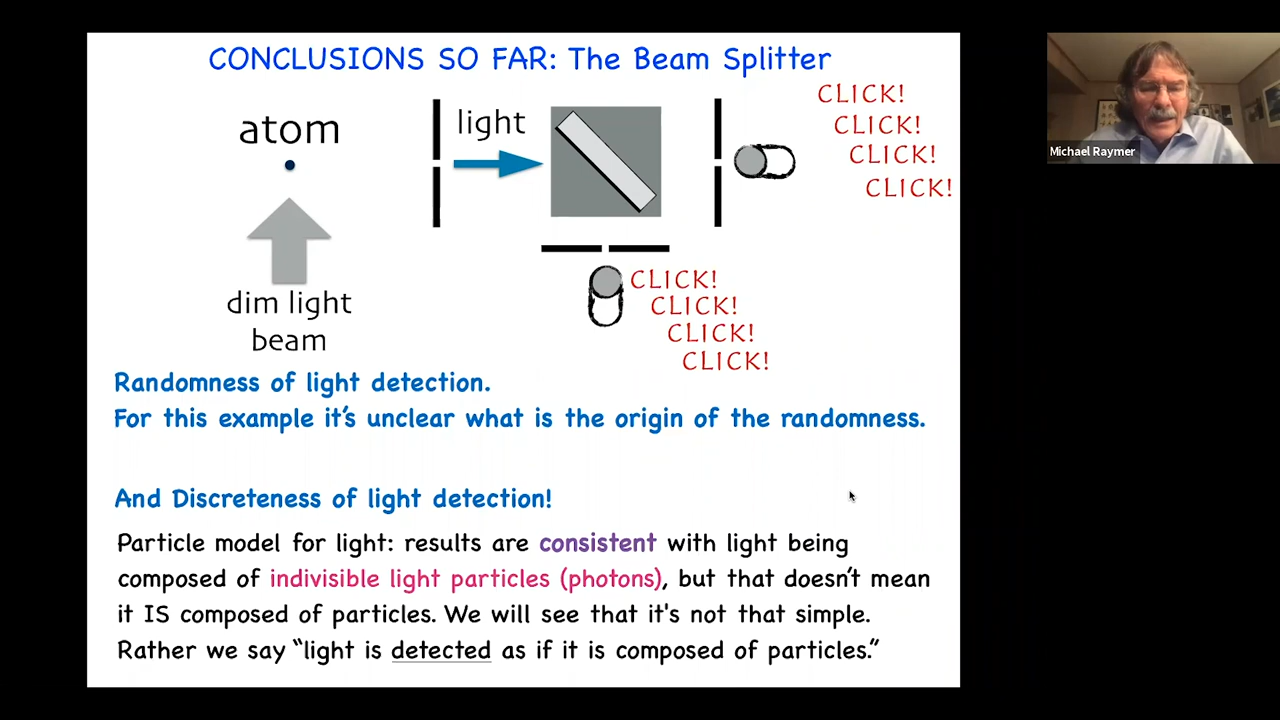 CONCLUSIONS SO FAR: The Beam Splitter
atom
light
CLICK!
CLICK!
CLICK!
CLICK!
dim light
beam
CLICK!
CLICK!
CLICK!
CLICK!
Randomness of light detection.
For this example it's unclear what is the origin of the randomness.
And Discreteness of light detection!
Particle model for light: results are consistent with light being
composed of indivisible light particles (photons), but that doesn't mean
it IS composed of particles. We will see that it's not that simple.
Rather we say “light is detected as if it is composed of particles.”
Michael Raymer